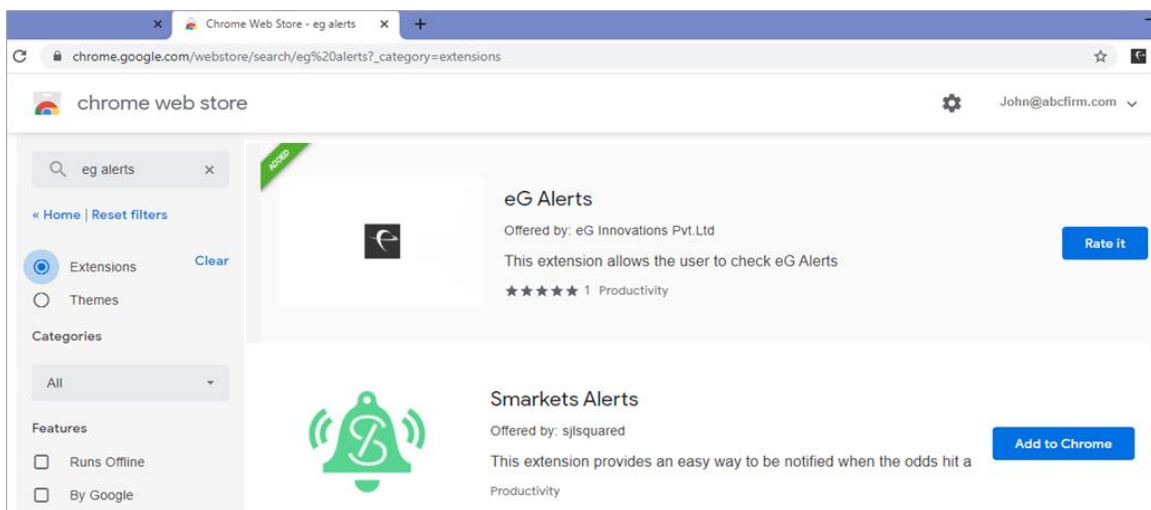 Chrome Web Store - eg alerts
chrome.google.com/webstore/search/eg%20alerts?_category=extensions
chrome web store
John@abcfirm.com
eg alerts
« Home | Reset filters
Extensions
Clear
Themes
Categories
All
Features
Runs Offline
By Google
ADDED
eG Alerts
Offered by: eG Innovations Pvt.Ltd
This extension allows the user to check eG Alerts
★★★★★ 1 Productivity
Rate it
Smarkets Alerts
Offered by: sjlsquared
This extension provides an easy way to be notified when the odds hit a
Productivity
Add to Chrome